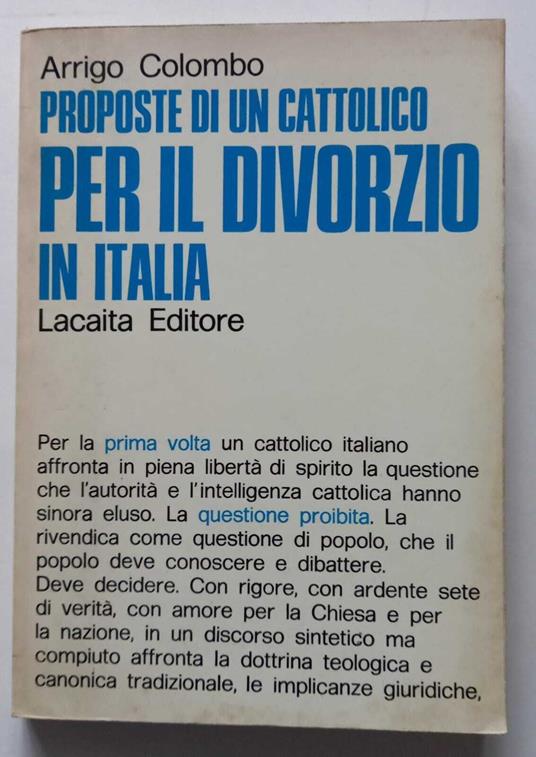 Arrigo Colombo
PROPOSTE DI UN CATTOLICO
PER IL DIVORZIO
IN ITALIA
Lacaita Editore
Per la prima volta un cattolico italiano
affronta in piena libertà di spirito la questione
che l'autorità e l'intelligenza cattolica hanno
sinora eluso. La questione proibita. La
rivendica come questione di popolo, che il
popolo deve conoscere e dibattere.
Deve decidere. Con rigore, con ardente sete
di verità, con amore per la Chiesa e per
la nazione, in un discorso sintetico ma
compiuto affronta la dottrina teologica e
canonica tradizionale, le implicanze giuridiche,